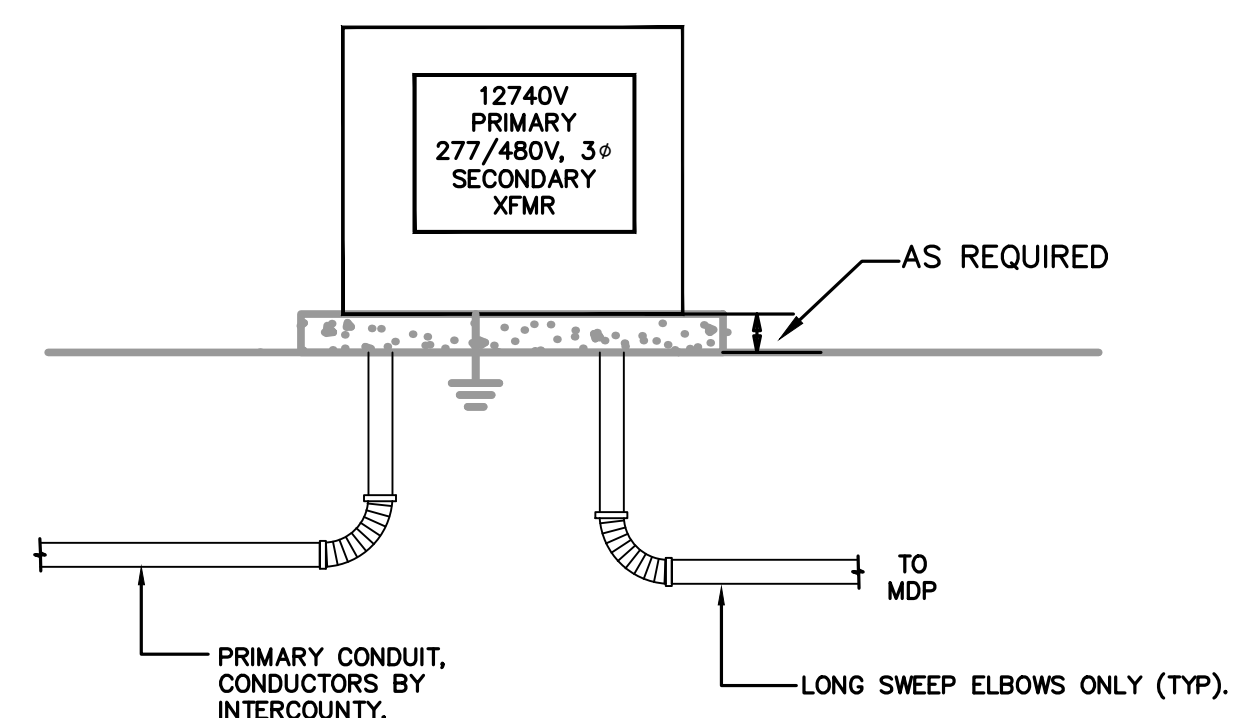 12740V
PRIMARY
277/480V, 3⌀
SECONDARY
XFMR
AS REQUIRED
TO
MDP
PRIMARY CONDUIT,
CONDUCTORS BY
INTERCOUNTY.
LONG SWEEP ELBOWS ONLY (TYP).